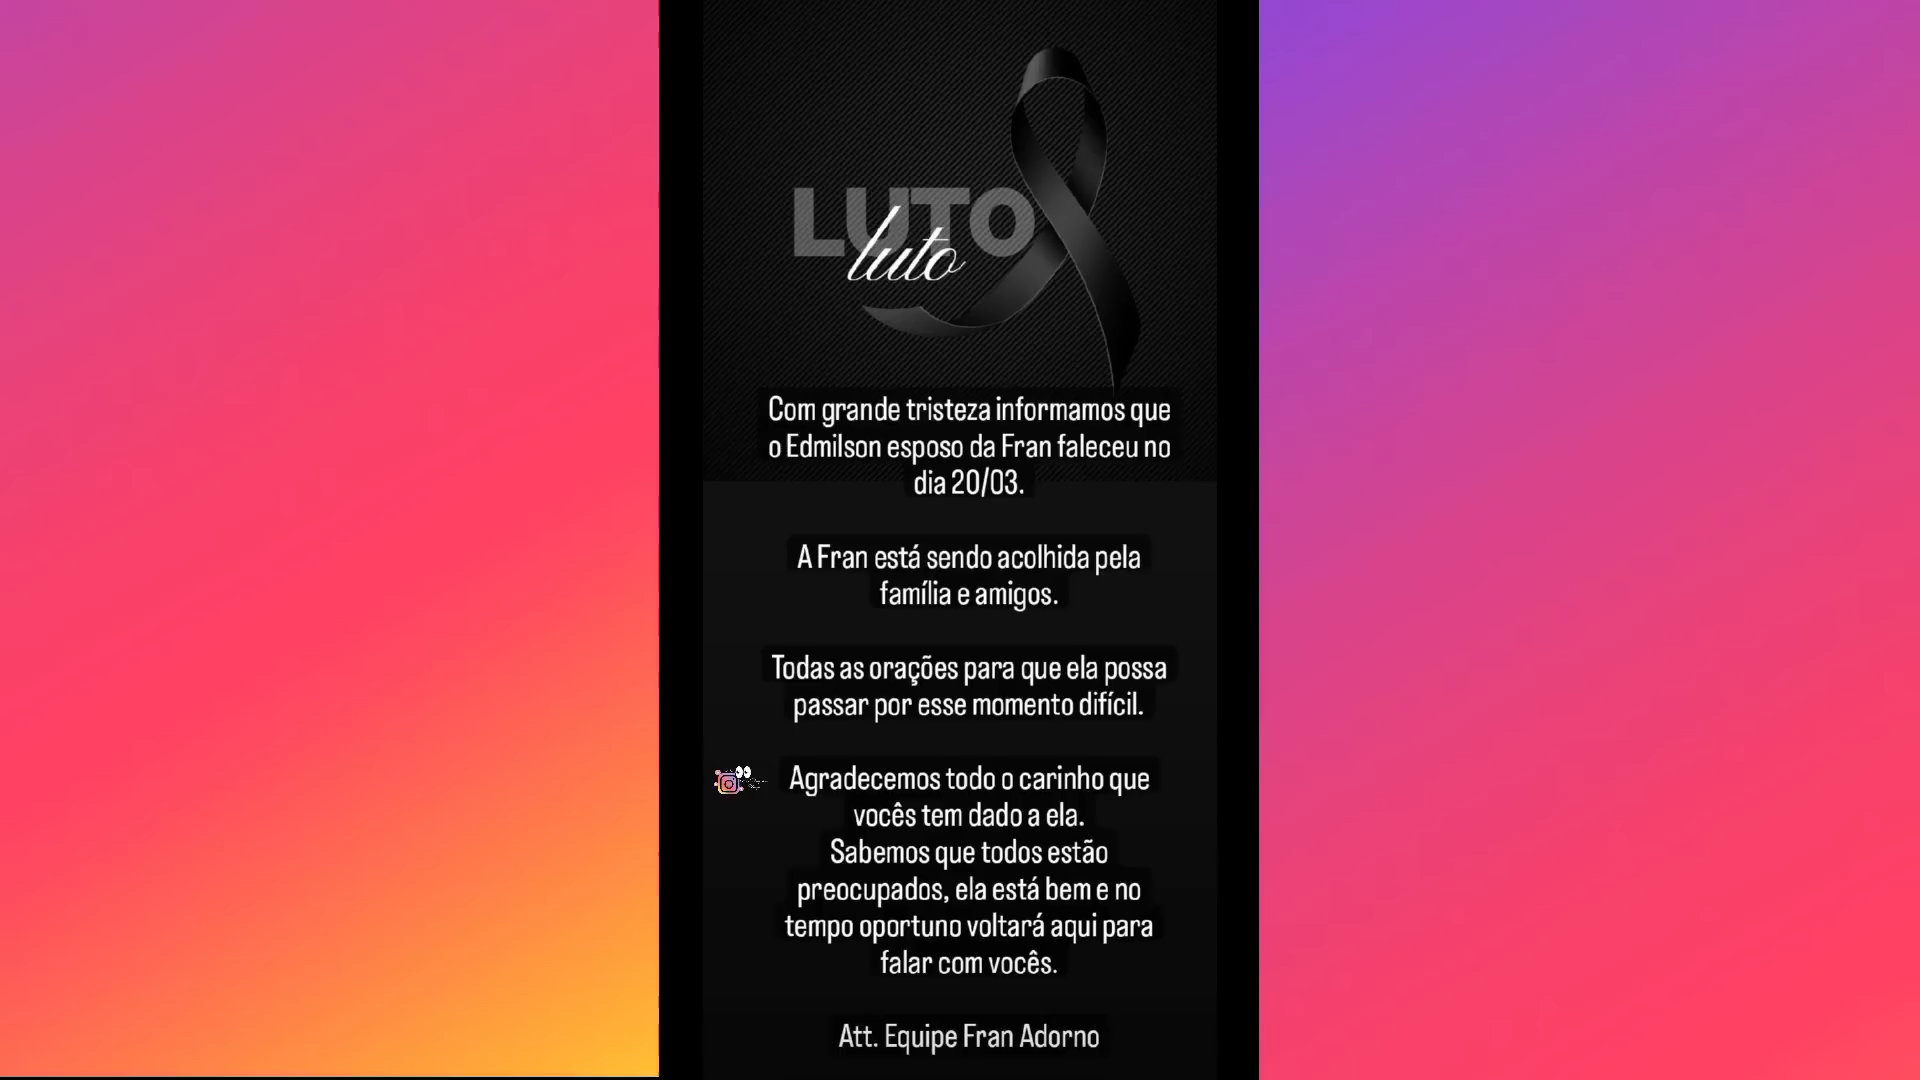 LUTO
luto
Com grande tristeza informamos que
o Edmilson esposo da Fran faleceu no
dia 20/03.
A Fran está sendo acolhida pela
família e amigos.
Todas as orações para que ela possa
passar por esse momento difícil.
Agradecemos todo o carinho que
vocês tem dado a ela.
Sabemos que todos estão
preocupados, ela está bem e no
tempo oportuno voltará aqui para
falar com vocês.
Att. Equipe Fran Adorno